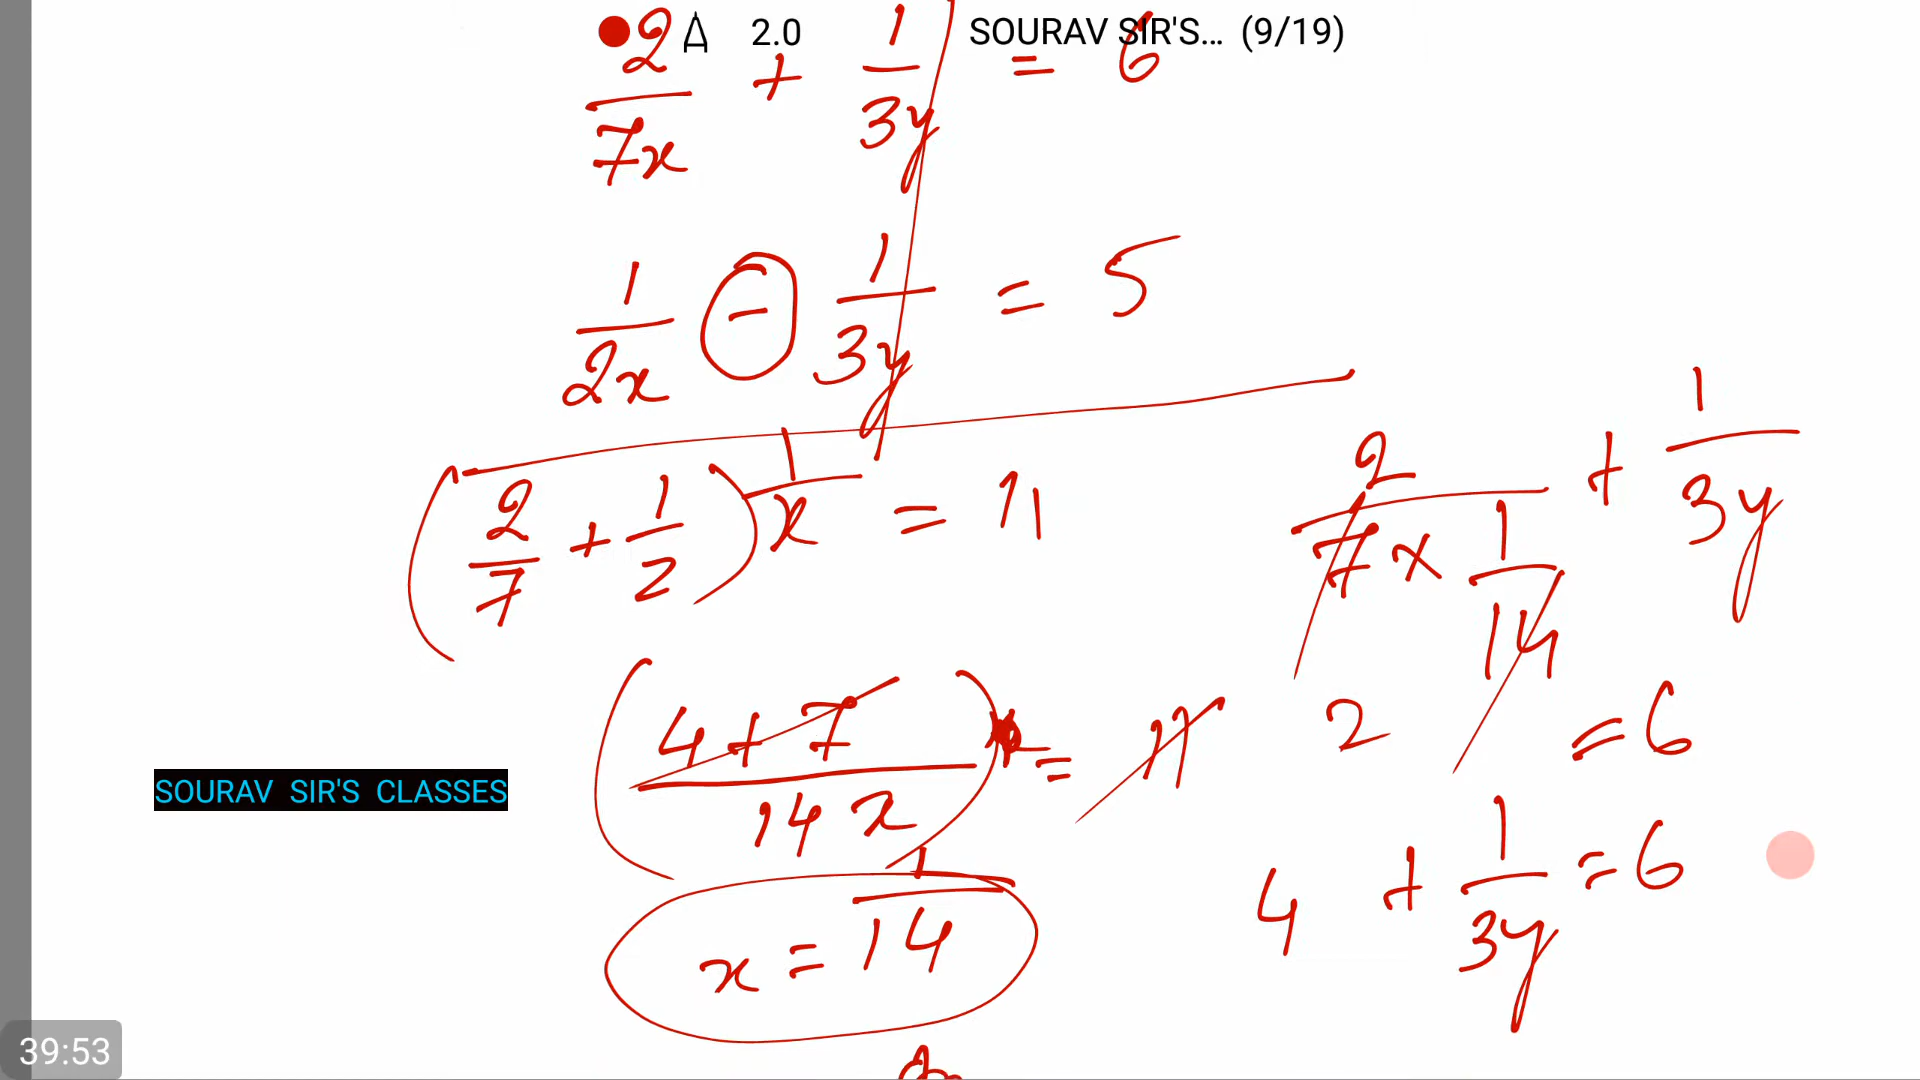 2.0 SOURAV SIR'S... (9/19)
2/7x + 1/3y = 6
1/2x - 1/3y = 5
(2/7 + 1/2) 1/x = 11
(4 + 7 / 14x) = 11
x = 1/14
2 / 7 × 1/14 + 1/3y
2 = 6
4 + 1/3y = 6
SOURAV SIR'S CLASSES
39:53